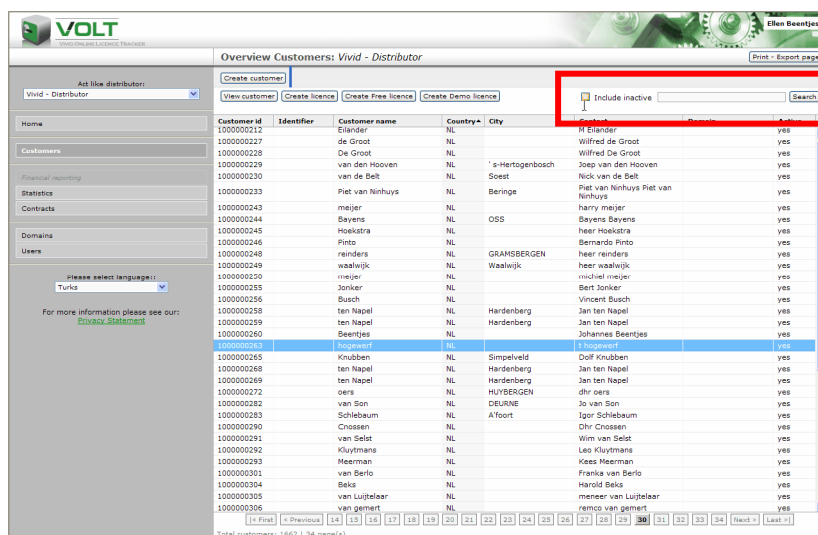 VOLT
VIVID ONLINE LICENCE TRACKER
Ellen Beentjes
Overview Customers: Vivid - Distributor
Print - Export page
Act like distributor:
Vivid - Distributor
Home
Customers
Financial reporting
Statistics
Contracts
Domains
Users
Please select language::
Turks
For more information please see our:
Privacy Statement
Create customer
View customer Create licence Create Free licence Create Demo licence Include inactive Search
Customer id Identifier Customer name Country City Contact Domain Active
1000000212 Eilander NL M Eilander yes
1000000227 de Groot NL Wilfred de Groot yes
1000000228 De Groot NL Wilfred De Groot yes
1000000229 van den Hooven NL ' s-Hertogenbosch Joep van den Hooven yes
1000000230 van de Belt NL Soest Nick van de Belt yes
1000000233 Piet van Ninhuys NL Beringe Piet van Ninhuys Piet van Ninhuys yes
1000000243 meijer NL harry meijer yes
1000000244 Bayens NL OSS Bayens Bayens yes
1000000245 Hoekstra NL heer Hoekstra yes
1000000246 Pinto NL Bernardo Pinto yes
1000000248 reinders NL GRAMSBERGEN heer reinders yes
1000000249 waalwijk NL Waalwijk heer waalwijk yes
1000000250 meijer NL michiel meijer yes
1000000255 Jonker NL Bert Jonker yes
1000000256 Busch NL Vincent Busch yes
1000000258 ten Napel NL Hardenberg Jan ten Napel yes
1000000259 ten Napel NL Hardenberg Jan ten Napel yes
1000000260 Beentjes NL Johannes Beentjes yes
1000000263 hogewerf NL t hogewerf yes
1000000265 Knubben NL Simpelveld Dolf Knubben yes
1000000268 ten Napel NL Hardenberg Jan ten Napel yes
1000000269 ten Napel NL Hardenberg Jan ten Napel yes
1000000272 oers NL HUYBERGEN dhr oers yes
1000000282 van Son NL DEURNE Jo van Son yes
1000000283 Schlebaum NL A'foort Igor Schlebaum yes
1000000290 Cnossen NL Dhr Cnossen yes
1000000291 van Selst NL Wim van Selst yes
1000000292 Kluytmans NL Leo Kluytmans yes
1000000293 Meerman NL Kees Meerman yes
1000000301 van Berlo NL Franka van Berlo yes
1000000304 Beks NL Harold Beks yes
1000000305 van Luijtelaar NL meneer van Luijtelaar yes
1000000306 van gemert NL remco van gemert yes
|< First < Previous 14 15 16 17 18 19 20 21 22 23 24 25 26 27 28 29 30 31 32 33 34 Next > Last >|
Total customers: 1662 | 34 page(s)